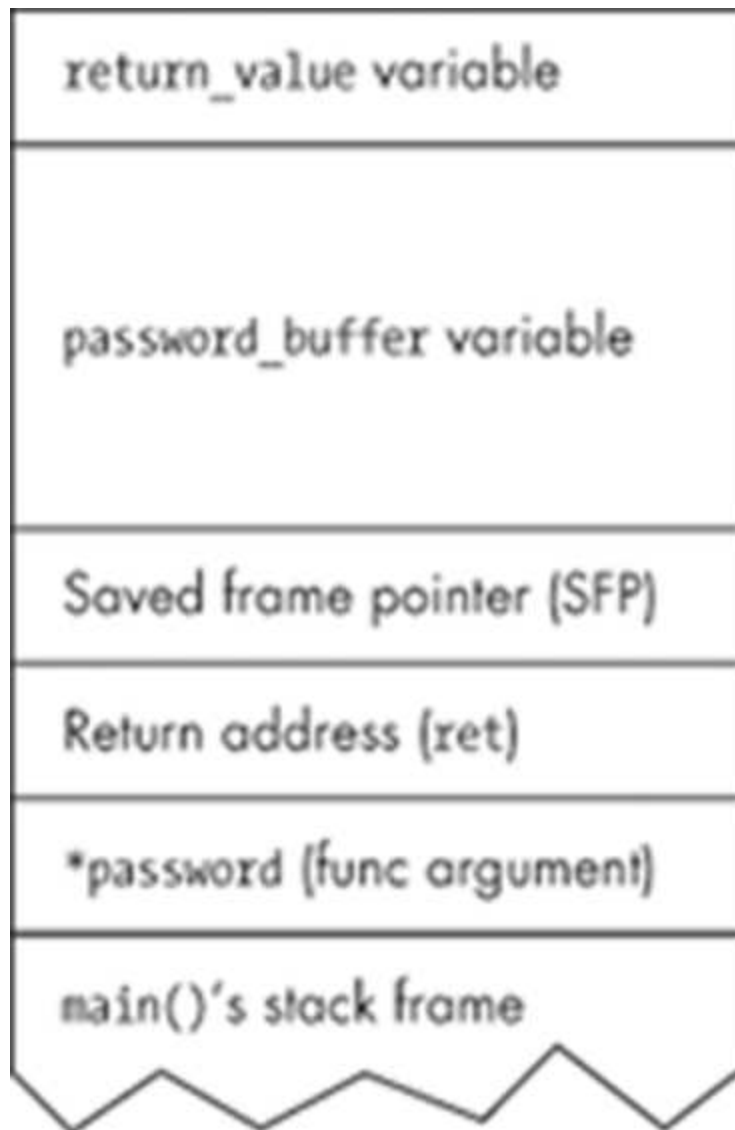 return_value variable
password_buffer variable
Saved frame pointer (SFP)
Return address (ret)
*password (func argument)
main()'s stack frame